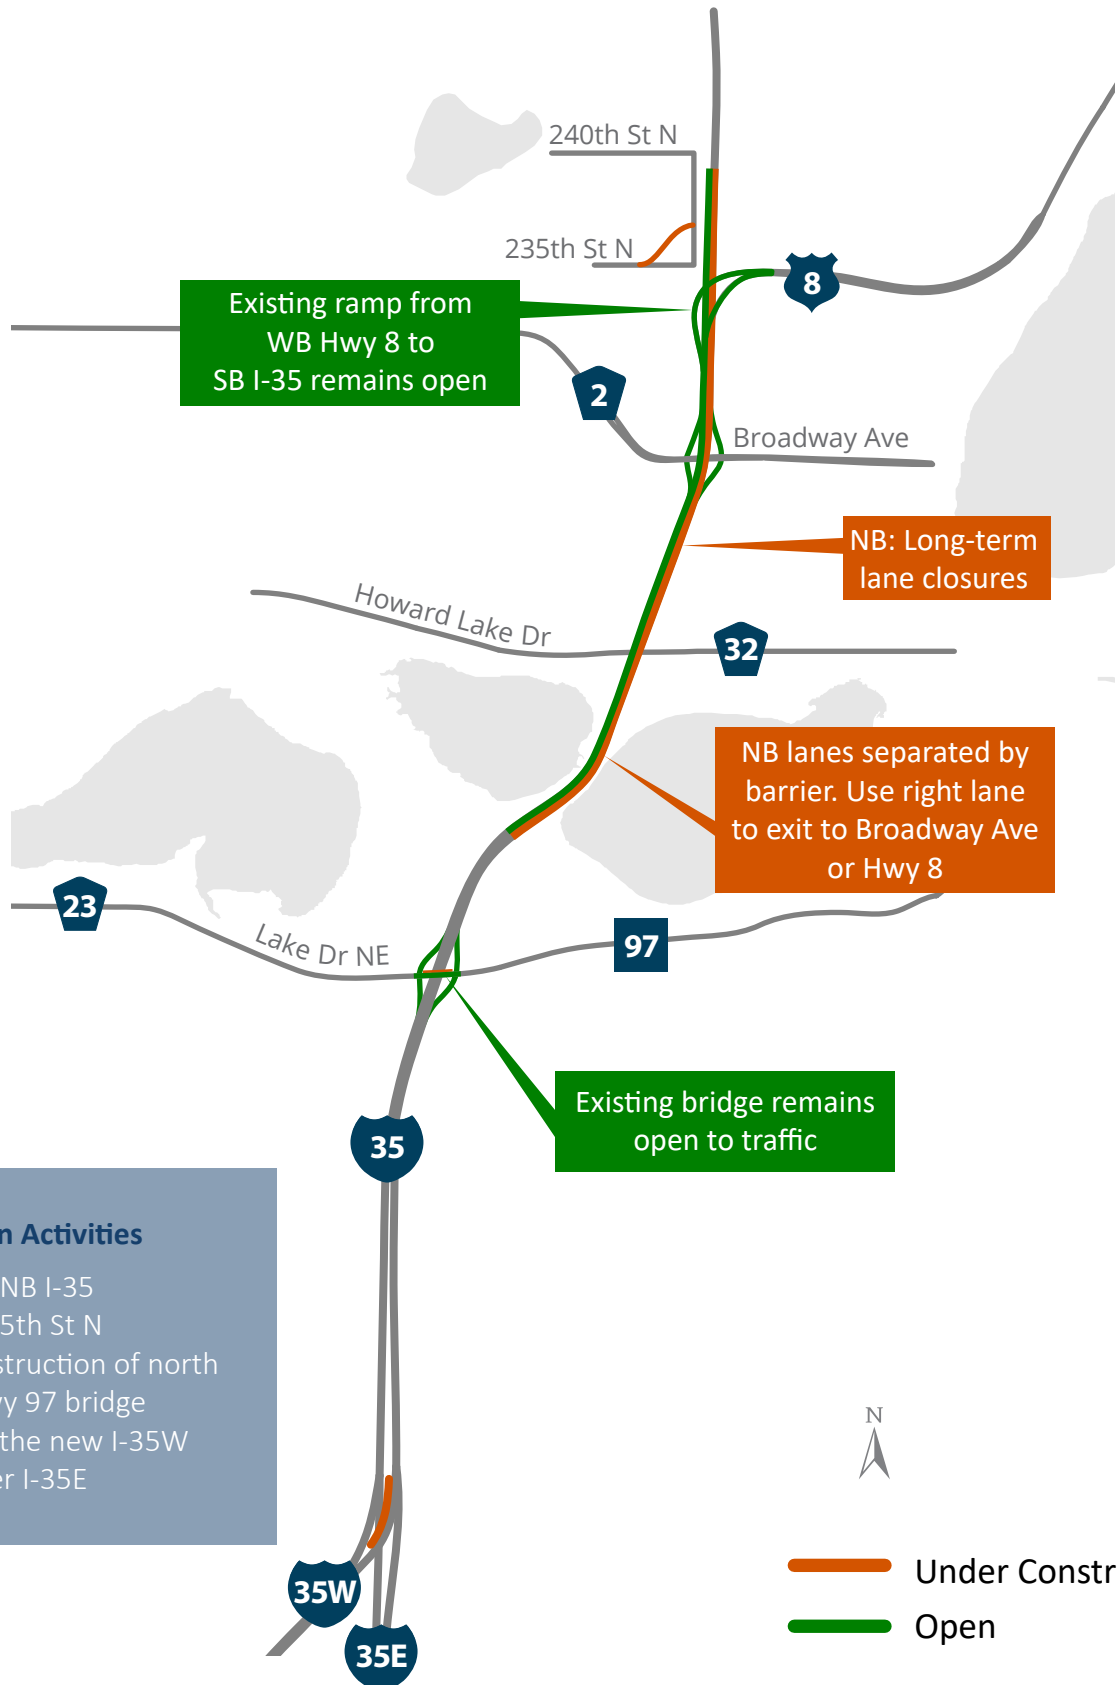 240th St N
235th St N
8
Existing ramp from
WB Hwy 8 to
SB I-35 remains open
2
Broadway Ave
NB: Long-term
lane closures
Howard Lake Dr
32
NB lanes separated by
barrier. Use right lane
to exit to Broadway Ave
or Hwy 8
23
Lake Dr NE
97
Existing bridge remains
open to traffic
35
n Activities
NB I-35
5th St N
struction of north
y 97 bridge
the new I-35W
er I-35E
N
35W
35E
Under Constr
Open